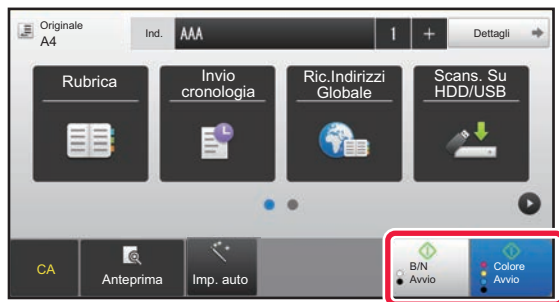 Originale
A4
Ind.
AAA
1
+
Dettagli
Rubrica
Invio
cronologia
Ric.Indirizzi
Globale
Scans. Su
HDD/USB
CA
Anteprima
Imp. auto
B/N
Avvio
Colore
Avvio